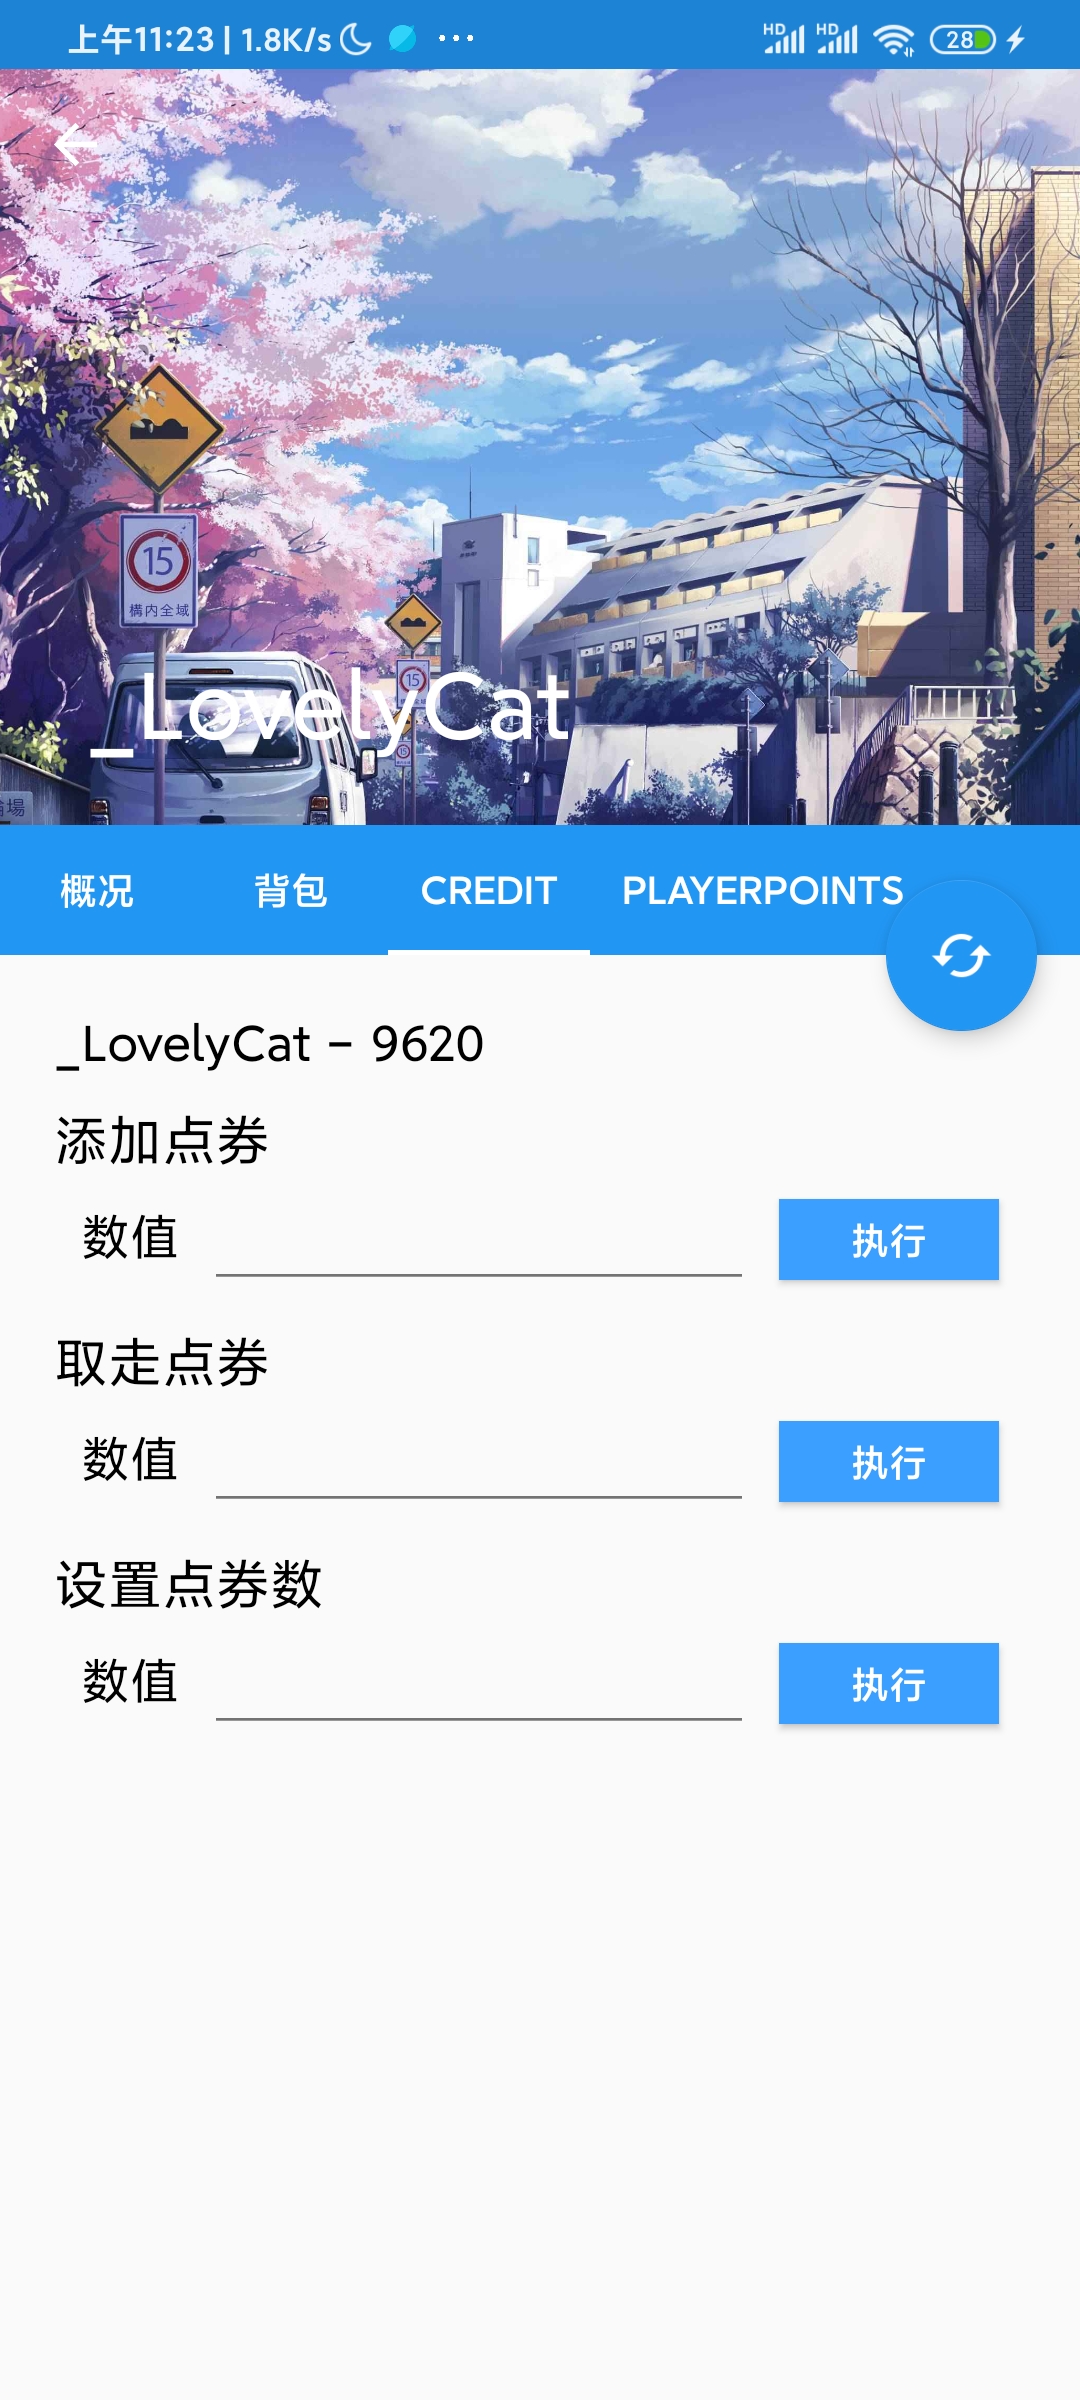 上午11:23 | 1.8K/s ···
HD HD 28
15
構内全域
15
15
_LovelyCat
概况 背包 CREDIT PLAYERPOINTS
_LovelyCat - 9620
添加点券
数值 执行
取走点券
数值 执行
设置点券数
数值 执行